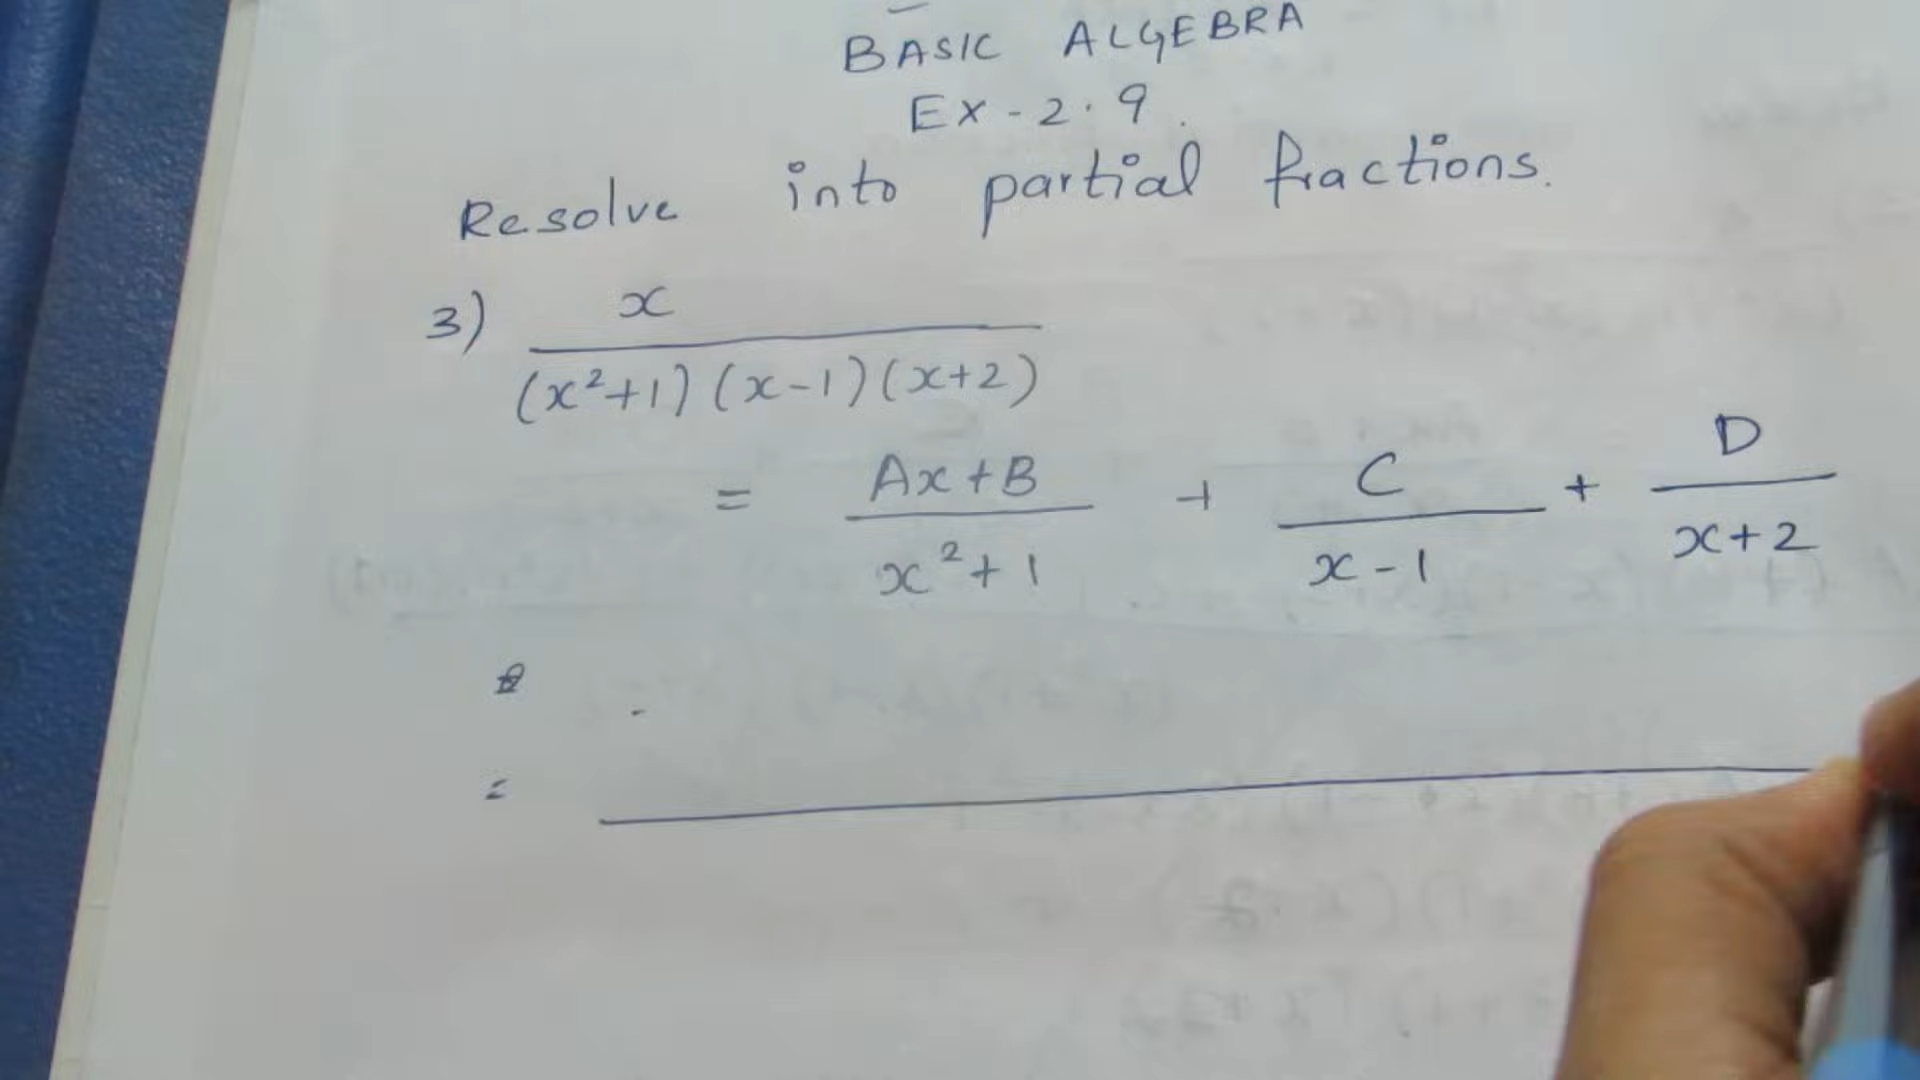 BASIC ALGEBRA
EX-2.9.
Resolve into partial fractions.
3) x
(x²+1)(x-1)(x+2)
= Ax+B + C + D
x²+1 x-1 x+2
=